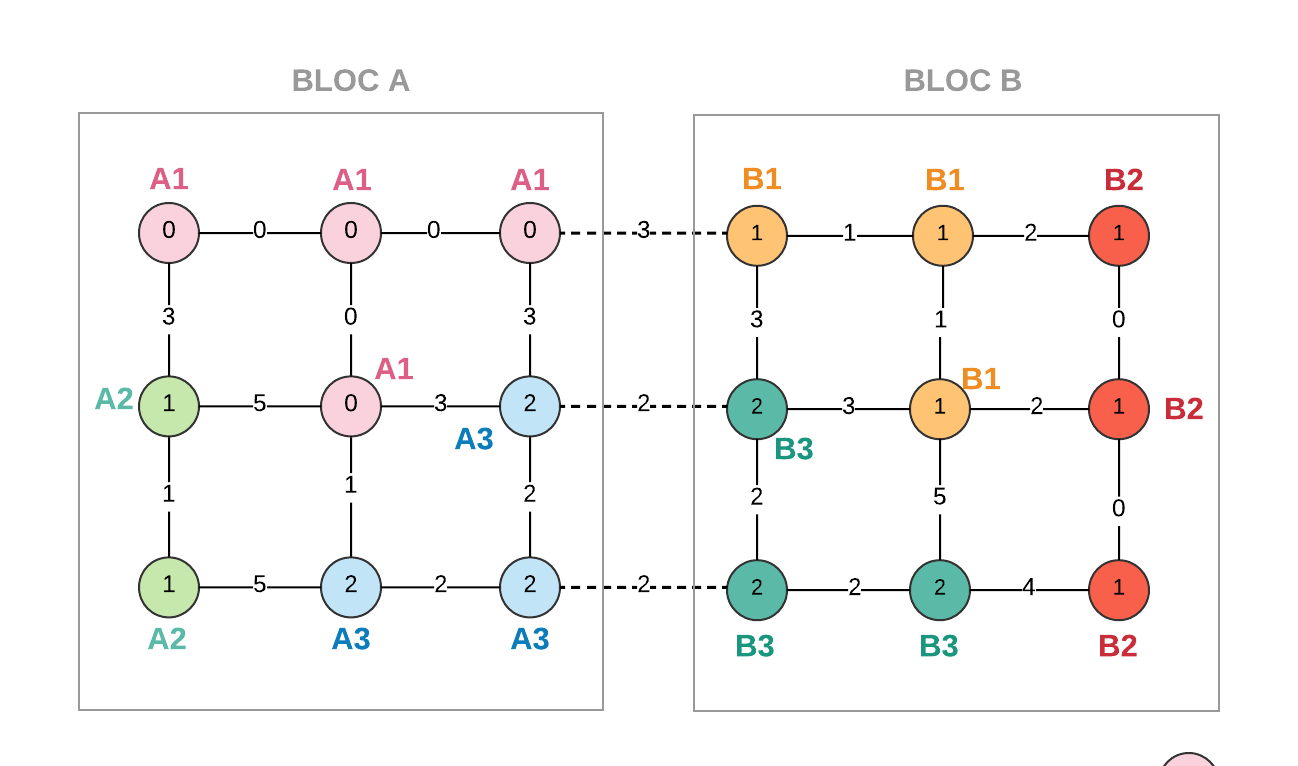 BLOC A BLOC B
A1 A1 A1 B1 B1 B2
0 0 0 0 0 3 1 1 1 2 1
3 0 3 3 1 0
A1 B1
A2 1 5 0 3 2 2 2 3 1 2 1 B2
A3 B3
1 1 2 2 5 0
1 5 2 2 2 2 2 2 2 4 1
A2 A3 A3 B3 B3 B2